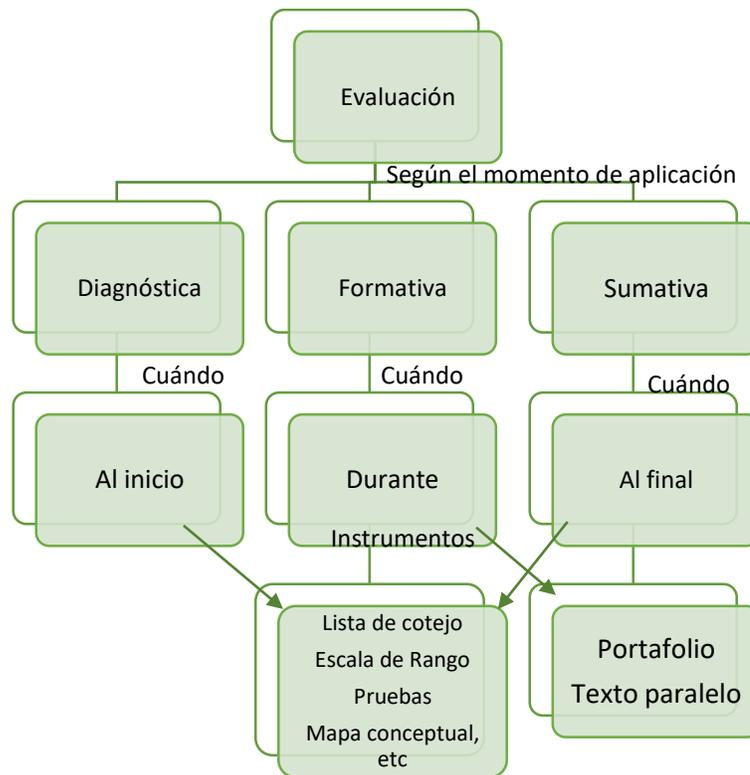 Evaluación
Según el momento de aplicación
Diagnóstica
Formativa
Sumativa
Cuándo
Cuándo
Cuándo
Al inicio
Durante
Al final
Instrumentos
Lista de cotejo
Escala de Rango
Pruebas
Mapa conceptual,
etc
Portafolio
Texto paralelo